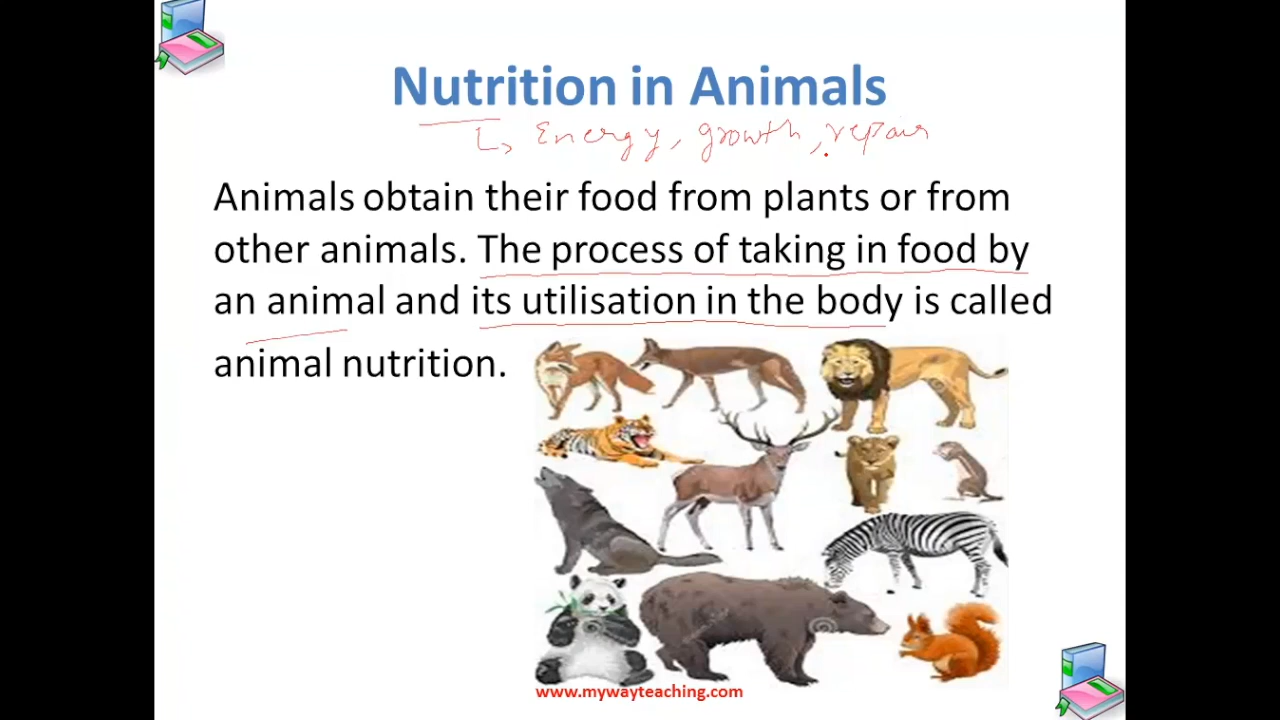 Nutrition in Animals
Energy, growth, repair
Animals obtain their food from plants or from
other animals. The process of taking in food by
an animal and its utilisation in the body is called
animal nutrition.
www.mywayteaching.com